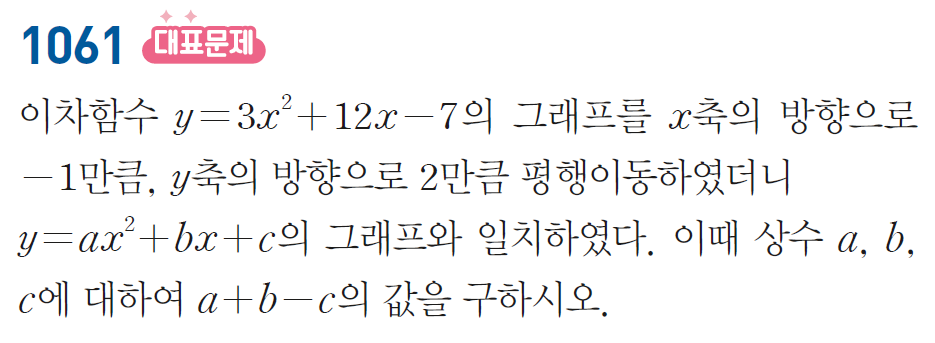 1061 대표문제
이차함수 y=3x²+12x-7의 그래프를 x축의 방향으로
-1만큼, y축의 방향으로 2만큼 평행이동하였더니
y=ax²+bx+c의 그래프와 일치하였다. 이때 상수 a, b,
c에 대하여 a+b-c의 값을 구하시오.